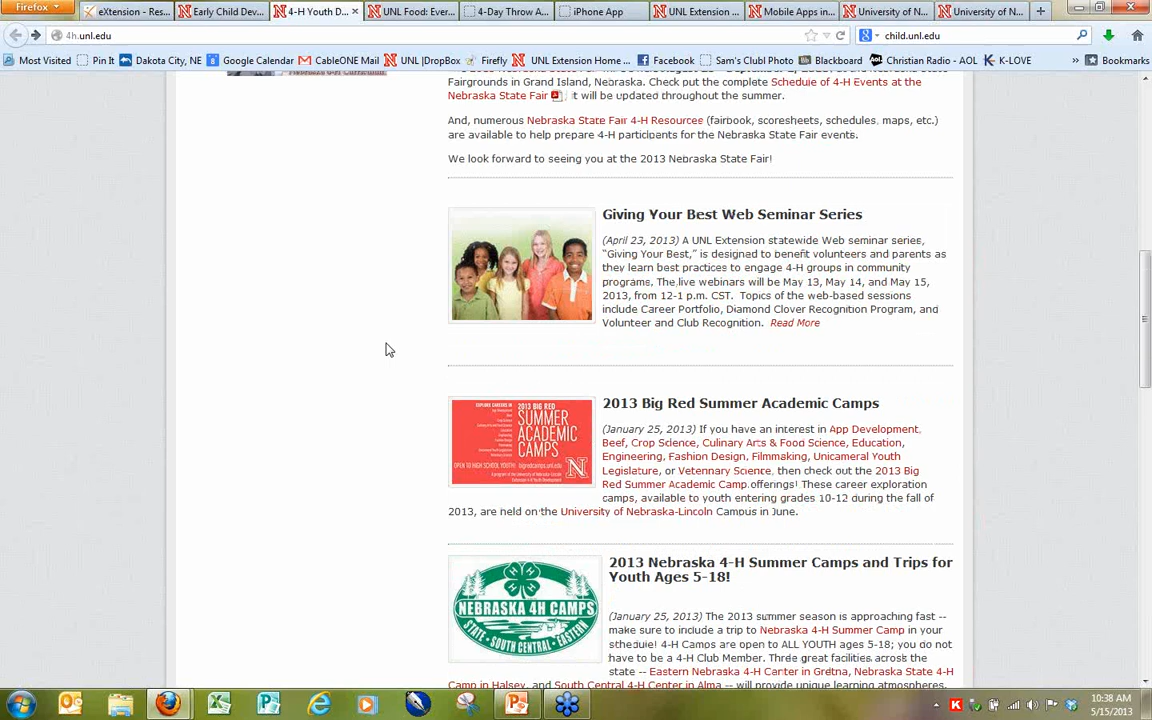 Firefox
eXtension - Res...
Early Child Dev...
4-H Youth D...
UNL Food: Ever...
4-Day Throw A...
iPhone App
UNL Extension ...
Mobile Apps in...
University of N...
University of N...
4h.unl.edu
child.unl.edu
Most Visited
Pin It
Dakota City, NE
Google Calendar
CableONE Mail
UNL |DropBox
Firefly
UNL Extension Home ...
Facebook
Sam's Club! Photo
Blackboard
Christian Radio - AOL
K-LOVE
Bookmarks
Fairgrounds in Grand Island, Nebraska. Check out the complete Schedule of 4-H Events at the
Nebraska State Fair it will be updated throughout the summer.
And, numerous Nebraska State Fair 4-H Resources (fairbook, scoresheets, schedules, maps, etc.)
are available to help prepare 4-H participants for the Nebraska State Fair events.
We look forward to seeing you at the 2013 Nebraska State Fair!
Giving Your Best Web Seminar Series
(April 23, 2013) A UNL Extension statewide Web seminar series,
"Giving Your Best," is designed to benefit volunteers and parents as
they learn best practices to engage 4-H groups in community
programs. The live webinars will be May 13, May 14, and May 15,
2013, from 12-1 p.m. CST. Topics of the web-based sessions
include Career Portfolio, Diamond Clover Recognition Program, and
Volunteer and Club Recognition. Read More
EXPLORE CAREERS IN
2013 BIG RED
SUMMER
ACADEMIC
CAMPS
OPEN TO HIGH SCHOOL YOUTH!
bigredcamps.unl.edu
N
2013 Big Red Summer Academic Camps
(January 25, 2013) If you have an interest in App Development,
Beef, Crop Science, Culinary Arts & Food Science, Education,
Engineering, Fashion Design, Filmmaking, Unicameral Youth
Legislature, or Veterinary Science, then check out the 2013 Big
Red Summer Academic Camp offerings! These career exploration
camps, available to youth entering grades 10-12 during the fall of
2013, are held on the University of Nebraska-Lincoln Campus in June.
NEBRASKA 4H CAMPS
STATE - SOUTH CENTRAL - EASTERN
2013 Nebraska 4-H Summer Camps and Trips for
Youth Ages 5-18!
(January 25, 2013) The 2013 summer season is approaching fast --
make sure to include a trip to Nebraska 4-H Summer Camp in your
schedule! 4-H Camps are open to ALL YOUTH ages 5-18; you do not
have to be a 4-H Club Member. Three great facilities across the
state -- Eastern Nebraska 4-H Center in Gretna, Nebraska State 4-H
Camp in Halsey, and South Central 4-H Center in Alma -- will provide unique learning atmospheres,
10:38 AM
5/15/2013